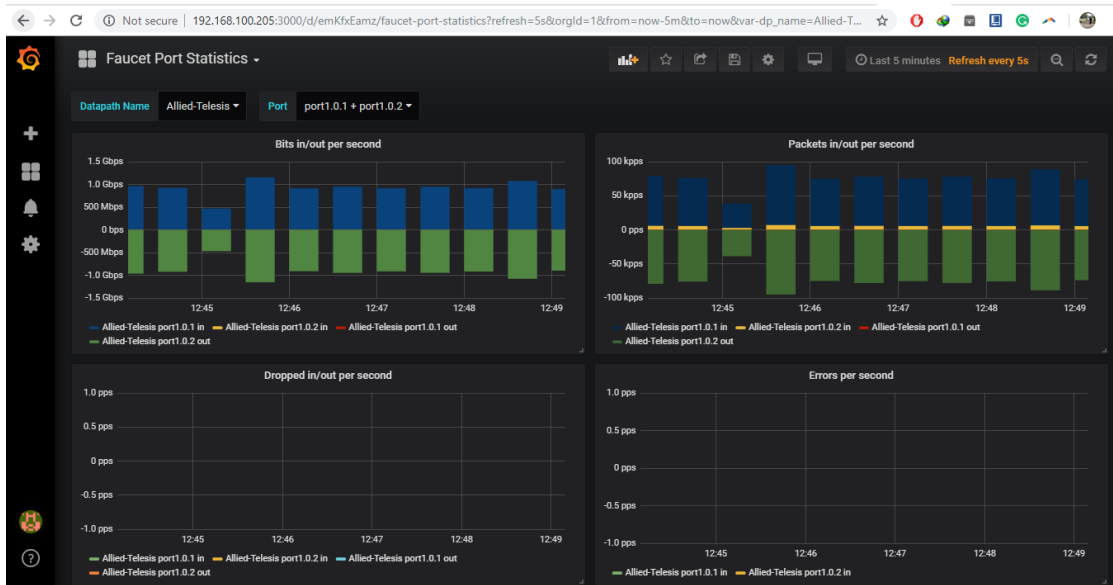 Not secure | 192.168.100.205:3000/d/emKfxEamz/faucet-port-statistics?refresh=5s&orgId=1&from=now-5m&to=now&var-dp_name=Allied-T...
Faucet Port Statistics
Last 5 minutes Refresh every 5s
Datapath Name Allied-Telesis Port port1.0.1 + port1.0.2
Bits in/out per second
1.5 Gbps
1.0 Gbps
500 Mbps
0 bps
-500 Mbps
-1.0 Gbps
-1.5 Gbps
12:45 12:46 12:47 12:48 12:49
Allied-Telesis port1.0.1 in Allied-Telesis port1.0.2 in Allied-Telesis port1.0.1 out
Allied-Telesis port1.0.2 out
Packets in/out per second
100 kpps
50 kpps
0 pps
-50 kpps
-100 kpps
12:45 12:46 12:47 12:48 12:49
Allied-Telesis port1.0.1 in Allied-Telesis port1.0.2 in Allied-Telesis port1.0.1 out
Allied-Telesis port1.0.2 out
Dropped in/out per second
1.0 pps
0.5 pps
0 pps
-0.5 pps
-1.0 pps
12:45 12:46 12:47 12:48 12:49
Allied-Telesis port1.0.1 in Allied-Telesis port1.0.2 in Allied-Telesis port1.0.1 out
Allied-Telesis port1.0.2 out
Errors per second
1.0 pps
0.5 pps
0 pps
-0.5 pps
-1.0 pps
12:45 12:46 12:47 12:48 12:49
Allied-Telesis port1.0.1 in Allied-Telesis port1.0.2 in